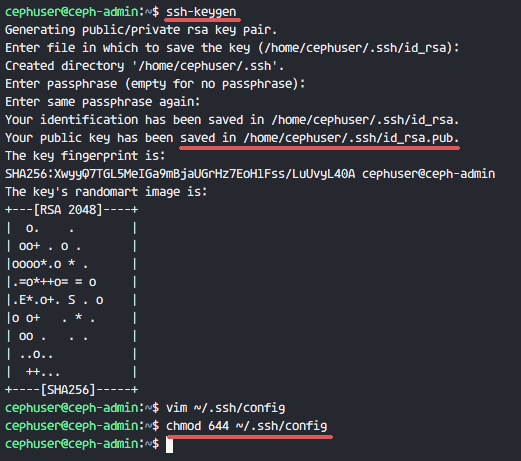 cephuser@ceph-admin:~$ ssh-keygen
Generating public/private rsa key pair.
Enter file in which to save the key (/home/cephuser/.ssh/id_rsa):
Created directory '/home/cephuser/.ssh'.
Enter passphrase (empty for no passphrase):
Enter same passphrase again:
Your identification has been saved in /home/cephuser/.ssh/id_rsa.
Your public key has been saved in /home/cephuser/.ssh/id_rsa.pub.
The key fingerprint is:
SHA256:XwyyQ7TGL5MeIGa9mBjaUGrHz7EoHlFss/LuUvyL40A cephuser@ceph-admin
The key's randomart image is:
+---[RSA 2048]----+
|  o.    .        |
| oo+ . o .       |
|oooo*.o * .      |
|.=o*++o= = o     |
|.E*.o+. S . o    |
|o o+   . * .     |
| oo .   . .      |
| ..o..           |
|  ++...          |
+----[SHA256]-----+
cephuser@ceph-admin:~$ vim ~/.ssh/config
cephuser@ceph-admin:~$ chmod 644 ~/.ssh/config
cephuser@ceph-admin:~$